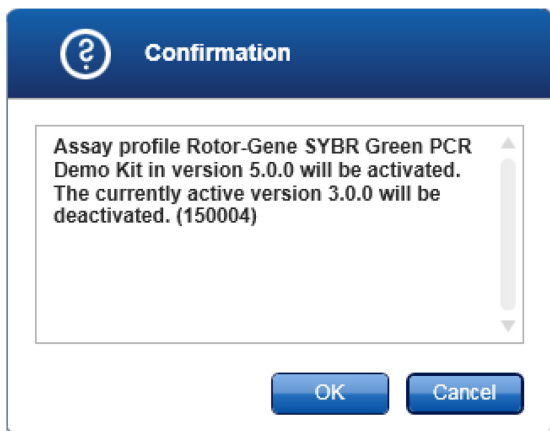 Confirmation
Assay profile Rotor-Gene SYBR Green PCR
Demo Kit in version 5.0.0 will be activated.
The currently active version 3.0.0 will be
deactivated. (150004)
OK
Cancel